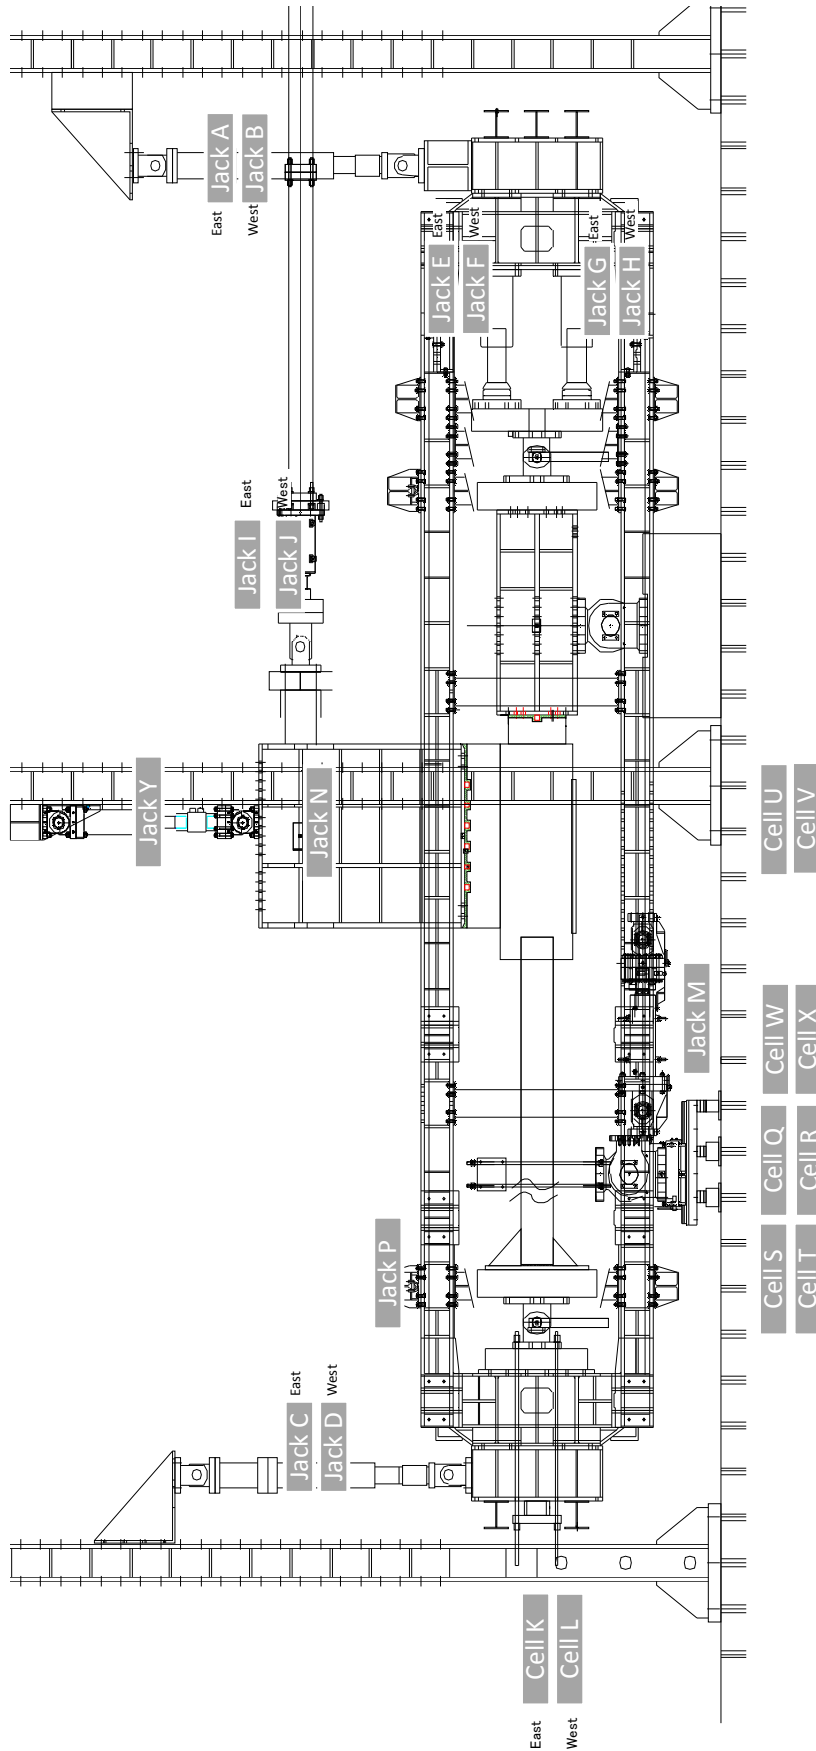 Jack Y
Jack A East
Jack B West
Jack I East
Jack J West
Jack C East
Jack D West
Jack N
Jack P
Jack E East
Jack F West
East Cell K
West Cell L
Jack G East
Jack H West
Jack M
Cell S Cell Q Cell W Cell U
Cell T Cell R Cell X Cell V